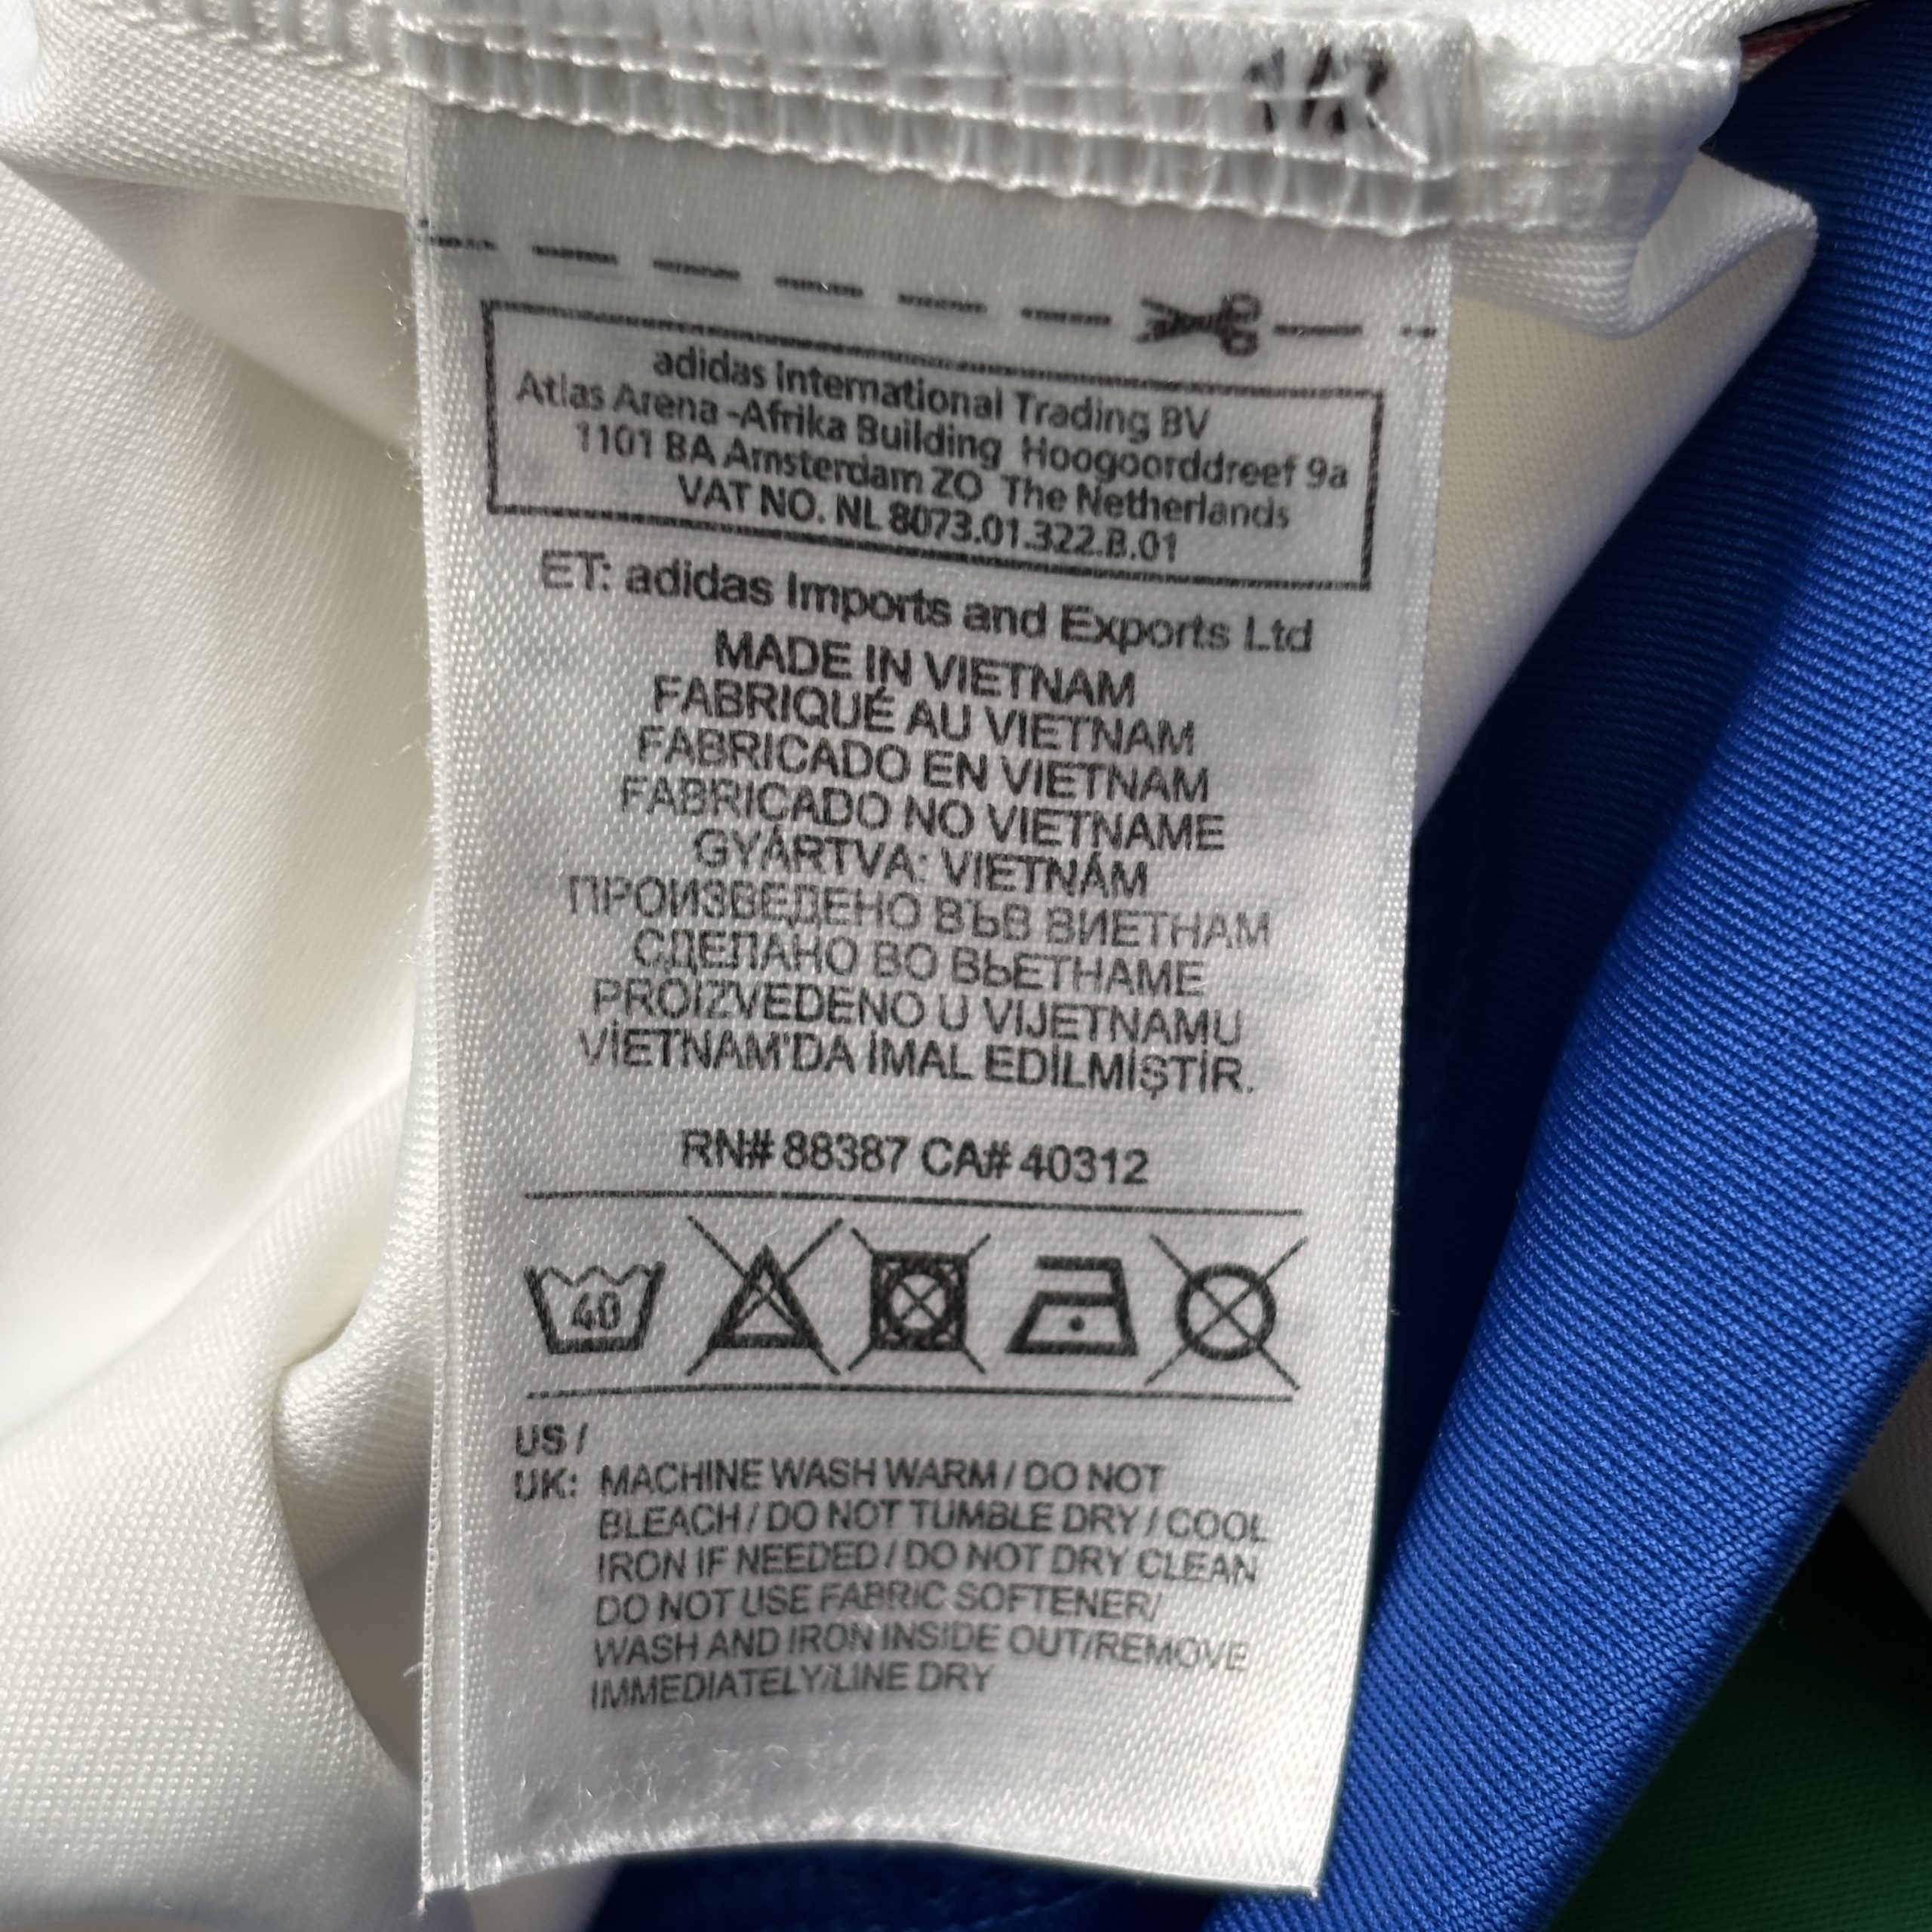 adidas International Trading BV
Atlas Arena -Afrika Building Hoogoorddreef 9a
1101 BA Amsterdam ZO The Netherlands
VAT NO. NL 8073.01.322.B.01
ET: adidas Imports and Exports Ltd
MADE IN VIETNAM
FABRIQUÉ AU VIETNAM
FABRICADO EN VIETNAM
FABRICADO NO VIETNAME
GYÁRTVA: VIETNÁM
ПРОИЗВЕДЕНО ВЪВ ВИЕТНАМ
СДЕЛАНО ВО ВЬЕТНАМЕ
PROIZVEDENO U VIJETNAMU
VİETNAM'DA İMAL EDİLMİŞTİR.
RN# 88387 CA# 40312
40
US /
UK: MACHINE WASH WARM / DO NOT
BLEACH / DO NOT TUMBLE DRY / COOL
IRON IF NEEDED / DO NOT DRY CLEAN
DO NOT USE FABRIC SOFTENER/
WASH AND IRON INSIDE OUT/REMOVE
IMMEDIATELY/LINE DRY